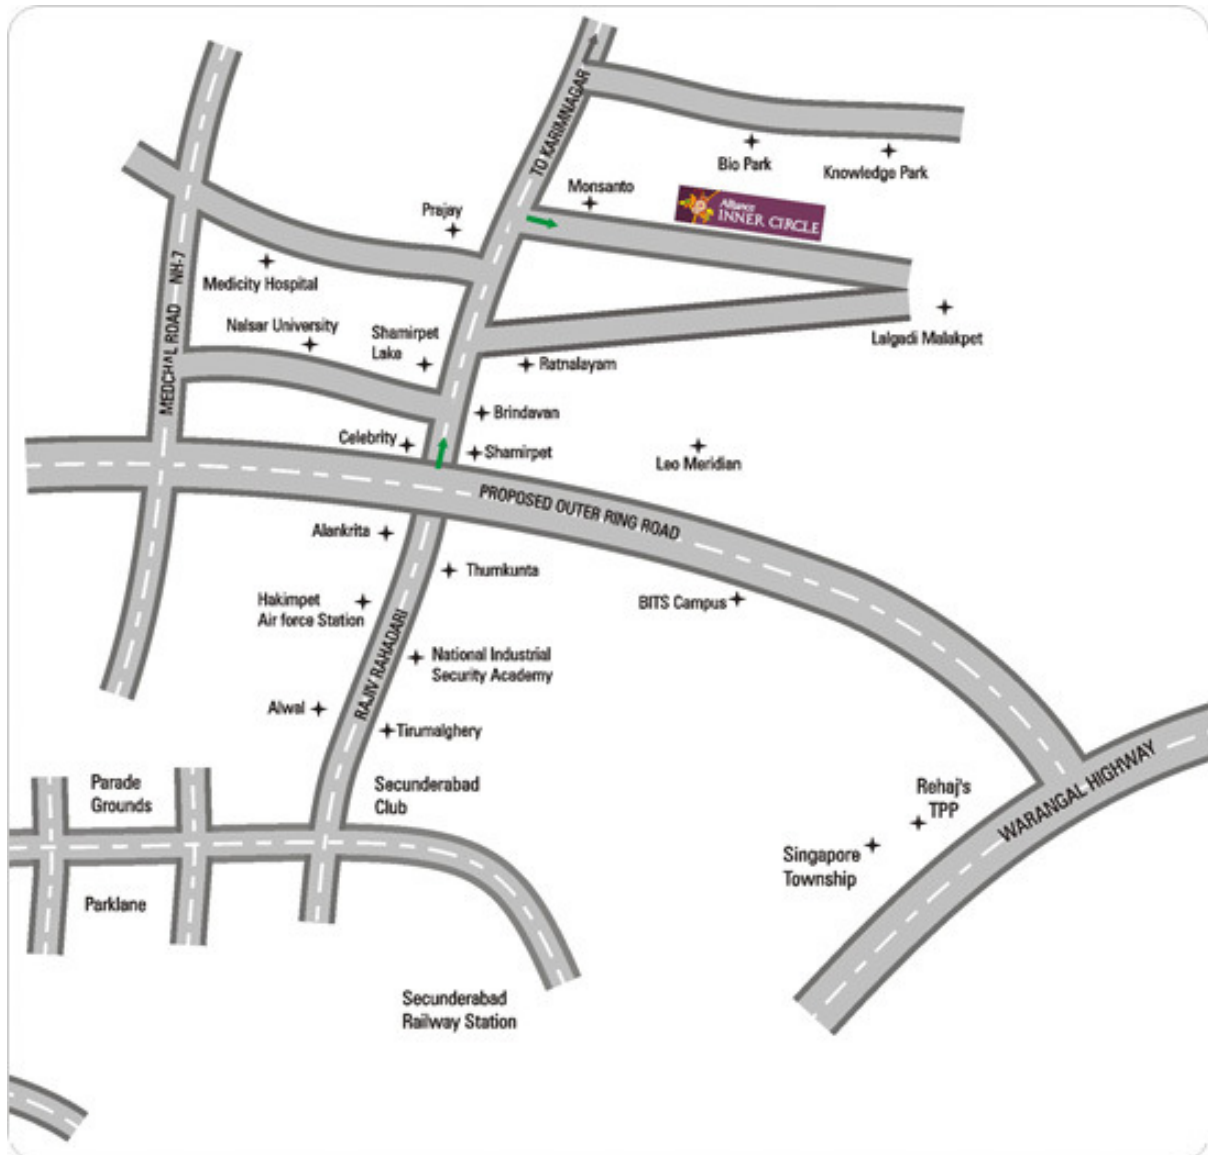 TO KARIMNAGAR
Bio Park
Knowledge Park
Monsanto
Alliance
INNER CIRCLE
Prajay
MEDCHAL ROAD NH-7
Medicity Hospital
Nalsar University
Shamirpet
Lake
Lalgadi Malakpet
Ratnalayam
Brindavan
Celebrity
Shamirpet
Leo Meridian
PROPOSED OUTER RING ROAD
Alankrita
Thumkunta
Hakimpet
Air force Station
BITS Campus
RAJIV RAHADARI
National Industrial
Security Academy
Alwal
Tirumalghery
Parade
Grounds
Secunderabad
Club
Rehaj's
TPP
WARANGAL HIGHWAY
Singapore
Township
Parklane
Secunderabad
Railway Station